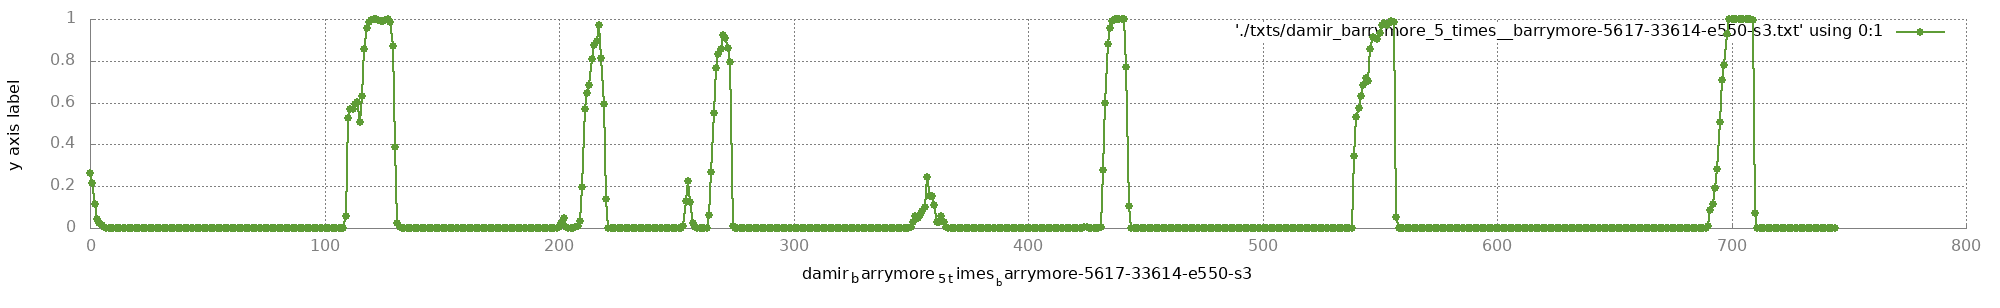 1
0.8
0.6
0.4
0.2
0
y axis label
'./txts/damir_barrymore_5_times__barrymore-5617-33614-e550-s3.txt' using 0:1
0 100 200 300 400 500 600 700 800
damirbarrymore5times_barrymore-5617-33614-e550-s3